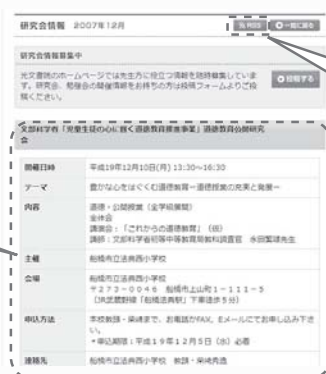 研究会情報 2007年12月
RSS
一覧に戻る
研究会情報募集中
光文書院のホームページでは先生方に役立つ情報を随時募集しています。研究会、勉強会の開催情報をお持ちの方は投稿フォームよりご投稿ください。
投稿する
文部科学省「児童生徒の心に響く道徳教育推進事業」道徳教育公開研究
会
開催日時 平成19年12月10日(月) 13:30~16:30
テーマ 豊かな心をはぐくむ道徳教育ー道徳授業の充実と発展ー
内容 道徳・公開授業(全学級展開)
全体会
講演会:「これからの道徳教育」(仮)
講師:文部科学省初等中等教育局教科調査官 永田繁雄先生
主催 船橋市立法典西小学校
会場 船橋市立法典西小学校
〒273-0046 船橋市上山町1-111-5
(JR武蔵野線「船橋法典駅」下車徒歩5分)
申込方法 本校教頭・柴崎まで、お電話かFAX、Eメールにてお申し込み下さ
い。
*申込期限:平成19年12月5日(水)必着
連絡先 船橋市立法典西小学校 教頭・柴崎